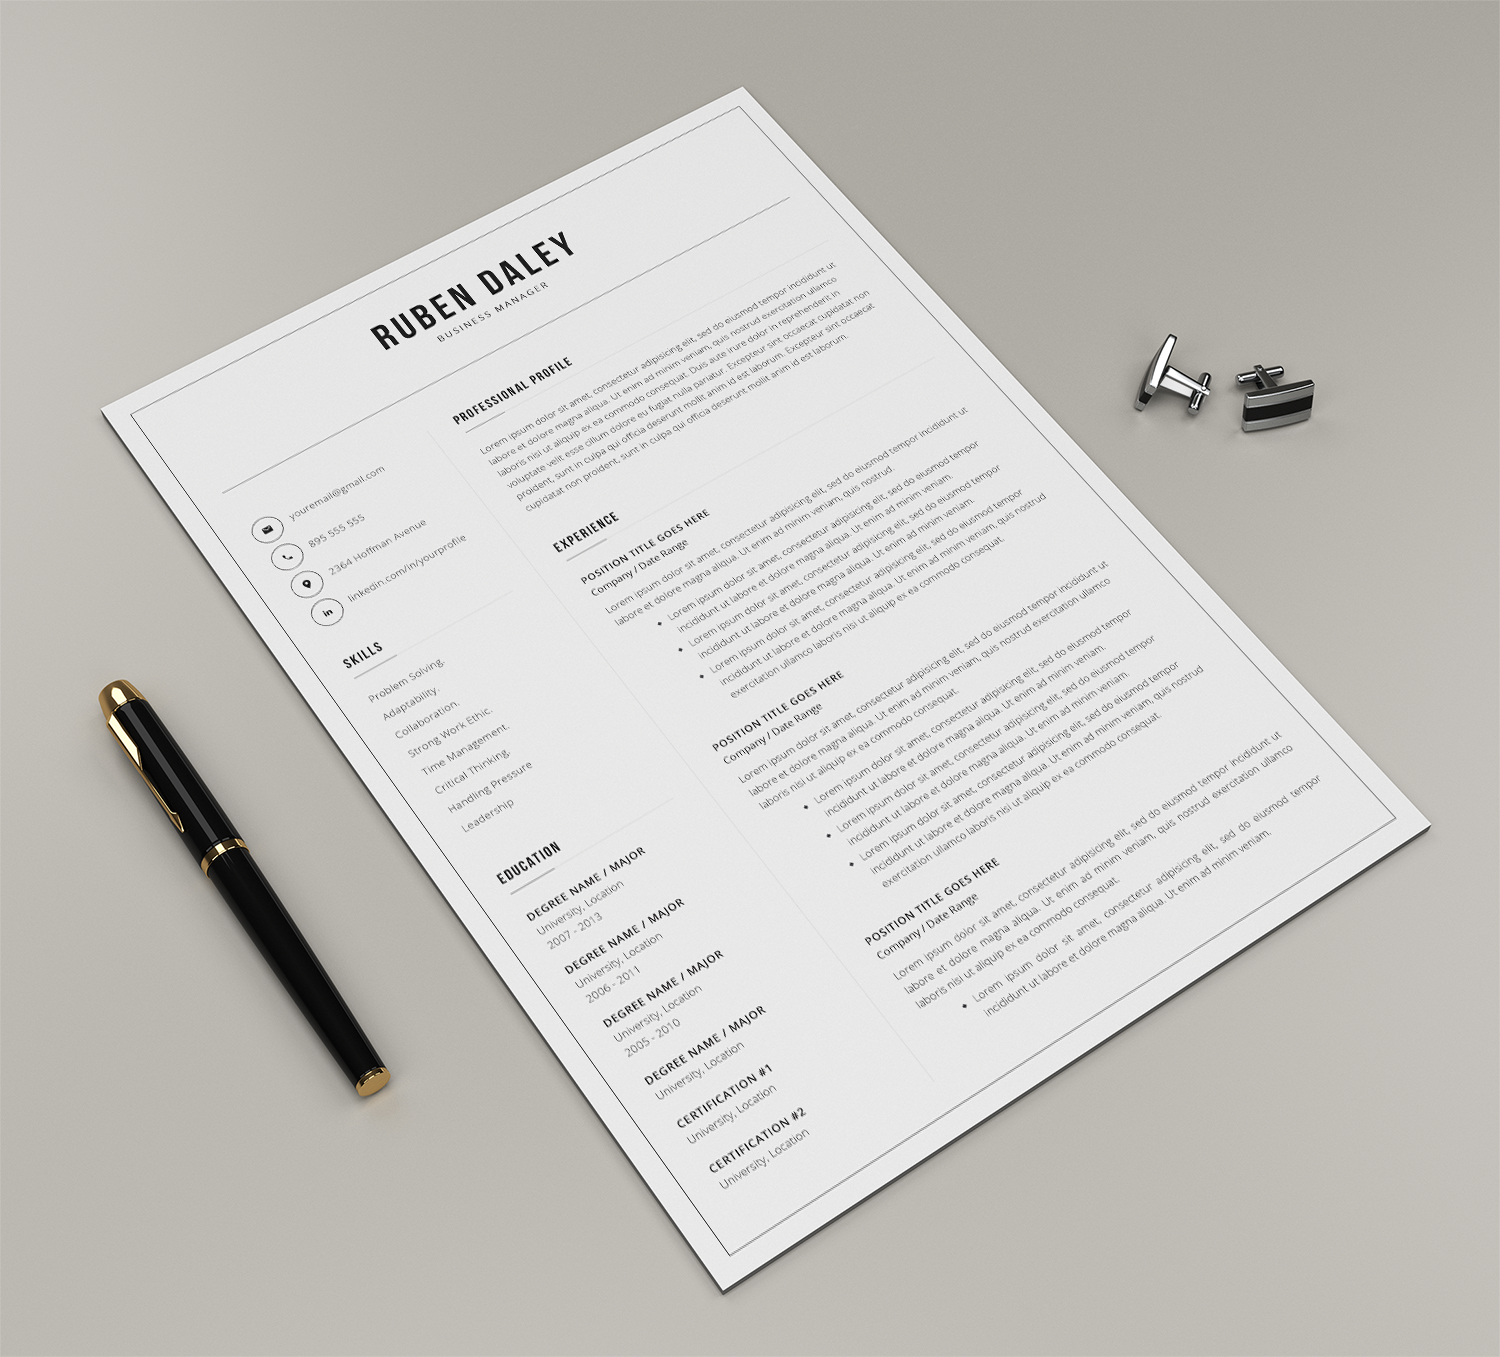 RUBEN DALEY
BUSINESS MANAGER
youremail@gmail.com
895 555 555
2364 Hoffman Avenue
linkedin.com/in/yourprofile
SKILLS
Problem Solving.
Adaptability.
Collaboration.
Strong Work Ethic.
Time Management.
Critical Thinking.
Handling Pressure
Leadership
EDUCATION
DEGREE NAME / MAJOR
University, Location
2007 - 2013
DEGREE NAME / MAJOR
University, Location
2006 - 2011
DEGREE NAME / MAJOR
University, Location
2005 - 2010
DEGREE NAME / MAJOR
University, Location
CERTIFICATION #1
University, Location
CERTIFICATION #2
University, Location
PROFESSIONAL PROFILE
Lorem ipsum dolor sit amet, consectetur adipisicing elit, sed do eiusmod tempor incididunt ut
labore et dolore magna aliqua. Ut enim ad minim veniam, quis nostrud exercitation ullamco
laboris nisi ut aliquip ex ea commodo consequat. Duis aute irure dolor in reprehenderit in
voluptate velit esse cillum dolore eu fugiat nulla pariatur. Excepteur sint occaecat cupidatat non
proident, sunt in culpa qui officia deserunt mollit anim id est laborum. Excepteur sint occaecat
cupidatat non proident, sunt in culpa qui officia deserunt mollit anim id est laborum.
EXPERIENCE
POSITION TITLE GOES HERE
Company / Date Range
Lorem ipsum dolor sit amet, consectetur adipisicing elit, sed do eiusmod tempor incididunt ut
labore et dolore magna aliqua. Ut enim ad minim veniam, quis nostrud.
• Lorem ipsum dolor sit amet, consectetur adipisicing elit, sed do eiusmod tempor
incididunt ut labore et dolore magna aliqua. Ut enim ad minim veniam.
• Lorem ipsum dolor sit amet, consectetur adipisicing elit, sed do eiusmod tempor
incididunt ut labore et dolore magna aliqua. Ut enim ad minim veniam.
• Lorem ipsum dolor sit amet, consectetur adipisicing elit, sed do eiusmod tempor
incididunt ut labore et dolore magna aliqua. Ut enim ad minim veniam, quis nostrud
exercitation ullamco laboris nisi ut aliquip ex ea commodo consequat.
POSITION TITLE GOES HERE
Company / Date Range
Lorem ipsum dolor sit amet, consectetur adipisicing elit, sed do eiusmod tempor incididunt ut
labore et dolore magna aliqua. Ut enim ad minim veniam, quis nostrud exercitation ullamco
laboris nisi ut aliquip ex ea commodo consequat.
• Lorem ipsum dolor sit amet, consectetur adipisicing elit, sed do eiusmod tempor
incididunt ut labore et dolore magna aliqua. Ut enim ad minim veniam.
• Lorem ipsum dolor sit amet, consectetur adipisicing elit, sed do eiusmod tempor
incididunt ut labore et dolore magna aliqua. Ut enim ad minim veniam.
• Lorem ipsum dolor sit amet, consectetur adipisicing elit, sed do eiusmod tempor
incididunt ut labore et dolore magna aliqua. Ut enim ad minim veniam, quis nostrud
exercitation ullamco laboris nisi ut aliquip ex ea commodo consequat.
POSITION TITLE GOES HERE
Company / Date Range
Lorem ipsum dolor sit amet, consectetur adipisicing elit, sed do eiusmod tempor incididunt ut
labore et dolore magna aliqua. Ut enim ad minim veniam, quis nostrud exercitation ullamco
laboris nisi ut aliquip ex ea commodo consequat.
• Lorem ipsum dolor sit amet, consectetur adipisicing elit, sed do eiusmod tempor
incididunt ut labore et dolore magna aliqua. Ut enim ad minim veniam.